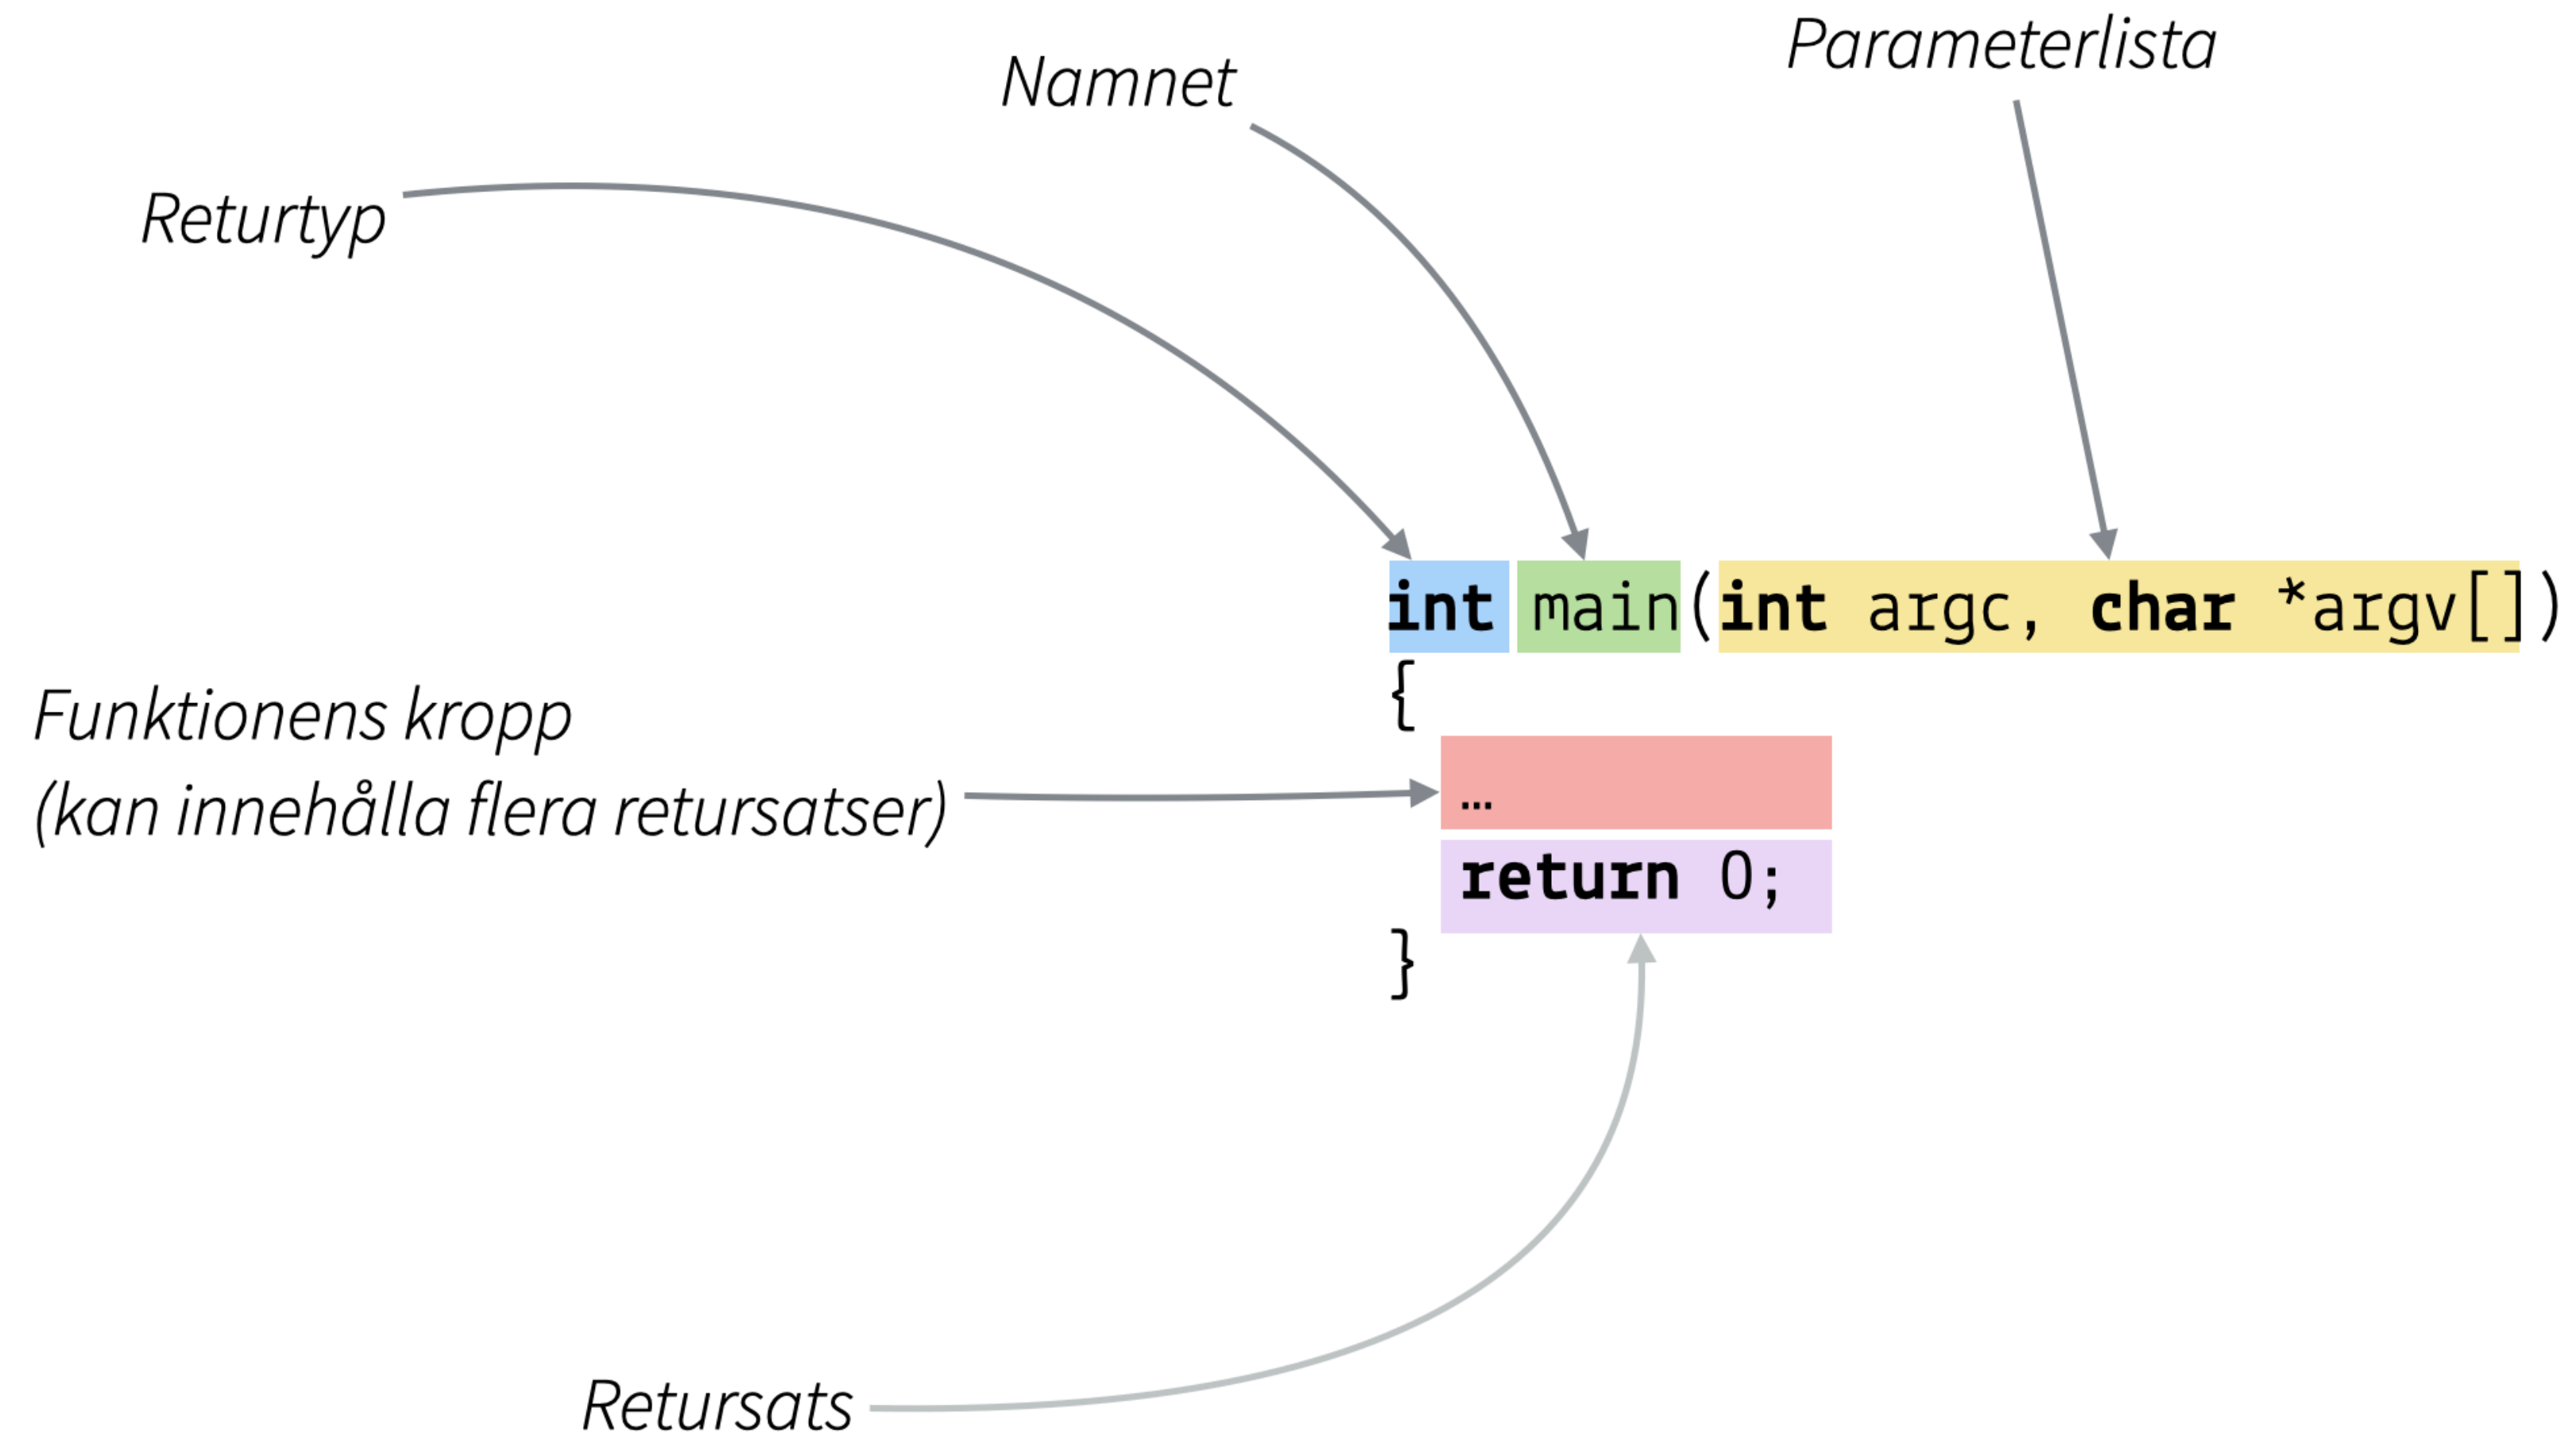 Parameterlista
Namnet
Returtyp
int main(int argc, char *argv[])
{
Funktionens kropp
(kan innehålla flera retursatser)
…
return 0;
}
Retursats